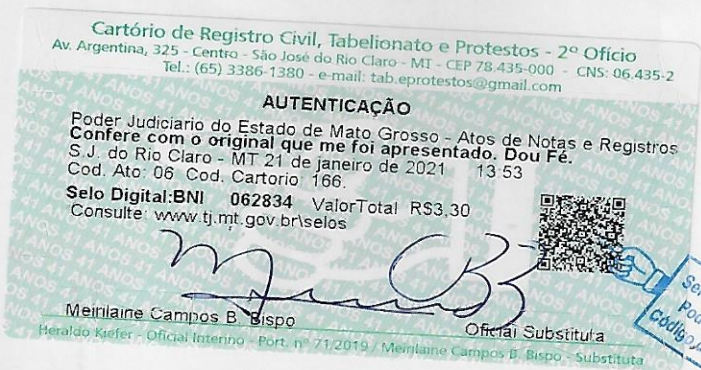 Cartório de Registro Civil, Tabelionato e Protestos - 2º Ofício
Av. Argentina, 325 - Centro - São José do Rio Claro - MT - CEP 78.435-000 - CNS: 06.435-2
Tel.: (65) 3386-1380 - e-mail: tab.eprotestos@gmail.com
AUTENTICAÇÃO
Poder Judiciario do Estado de Mato Grosso - Atos de Notas e Registros
Confere com o original que me foi apresentado. Dou Fé.
S.J. do Rio Claro - MT 21 de janeiro de 2021 13:53
Cod. Ato: 06 Cod. Cartorio 166.
Selo Digital:BNI 062834 ValorTotal R$3,30
Consulte: www.tj.mt.gov.br\selos
Meirilaine Campos B. Bispo
Oficial Substituta
Heraldo Kiefer - Oficial Interino - Port. nº 71/2019 / Meirilaine Campos B. Bispo - Substituta
Sel
Pod
Código